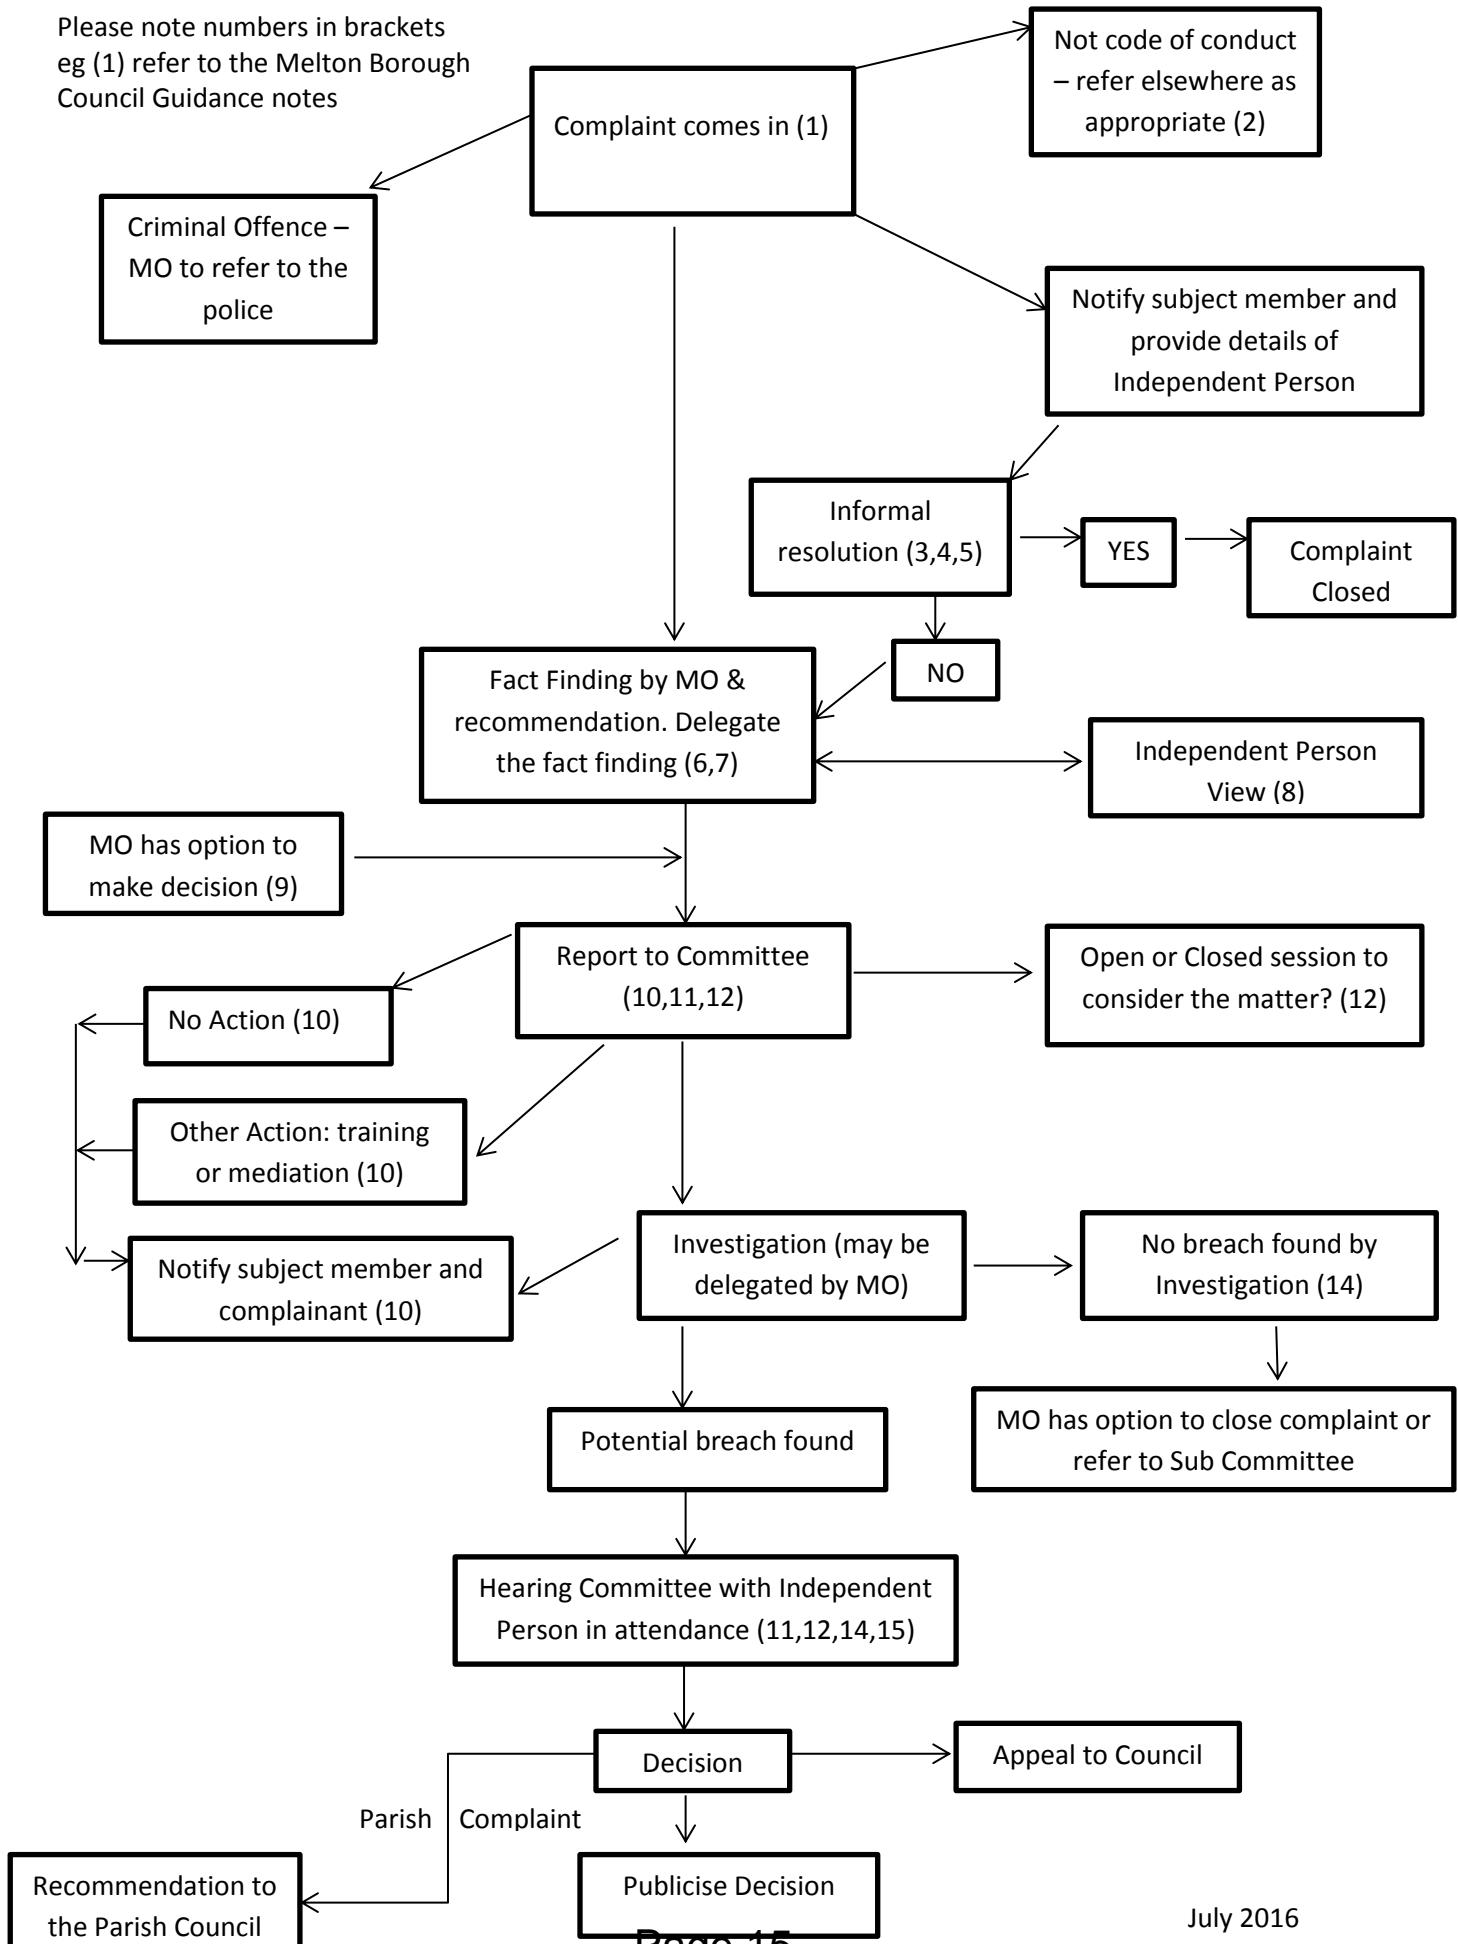 Please note numbers in brackets
eg (1) refer to the Melton Borough
Council Guidance notes
Not code of conduct
– refer elsewhere as
appropriate (2)
Complaint comes in (1)
Criminal Offence –
MO to refer to the
police
Notify subject member and
provide details of
Independent Person
Informal
resolution (3,4,5)
YES
Complaint
Closed
NO
Fact Finding by MO &
recommendation. Delegate
the fact finding (6,7)
Independent Person
View (8)
MO has option to
make decision (9)
Report to Committee
(10,11,12)
Open or Closed session to
consider the matter? (12)
No Action (10)
Other Action: training
or mediation (10)
Notify subject member and
complainant (10)
Investigation (may be
delegated by MO)
No breach found by
Investigation (14)
MO has option to close complaint or
refer to Sub Committee
Potential breach found
Hearing Committee with Independent
Person in attendance (11,12,14,15)
Decision
Appeal to Council
Parish Complaint
Recommendation to
the Parish Council
Publicise Decision
Page 15
July 2016